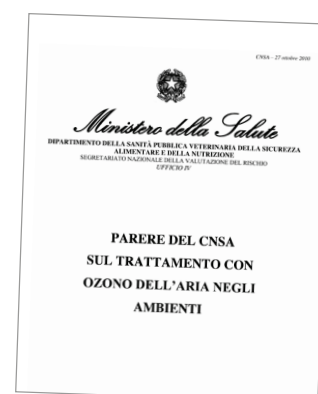 CNSA - 27 ottobre 2010
Ministero della Salute
DIPARTIMENTO DELLA SANITÀ PUBBLICA VETERINARIA DELLA SICUREZZA
ALIMENTARE E DELLA NUTRIZIONE
SEGRETARIATO NAZIONALE DELLA VALUTAZIONE DEL RISCHIO
UFFICIO IV
PARERE DEL CNSA
SUL TRATTAMENTO CON
OZONO DELL'ARIA NEGLI
AMBIENTI